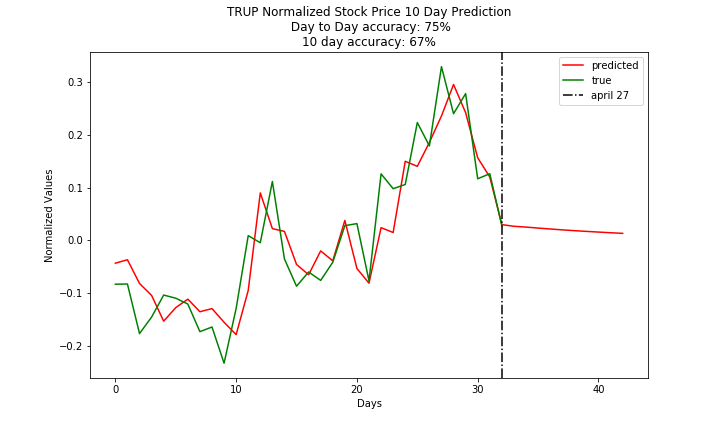 TRUP Normalized Stock Price 10 Day Prediction
Day to Day accuracy: 75%
10 day accuracy: 67%
predicted
true
april 27
Normalized Values
0.3
0.2
0.1
0.0
−0.1
−0.2
0 10 20 30 40
Days